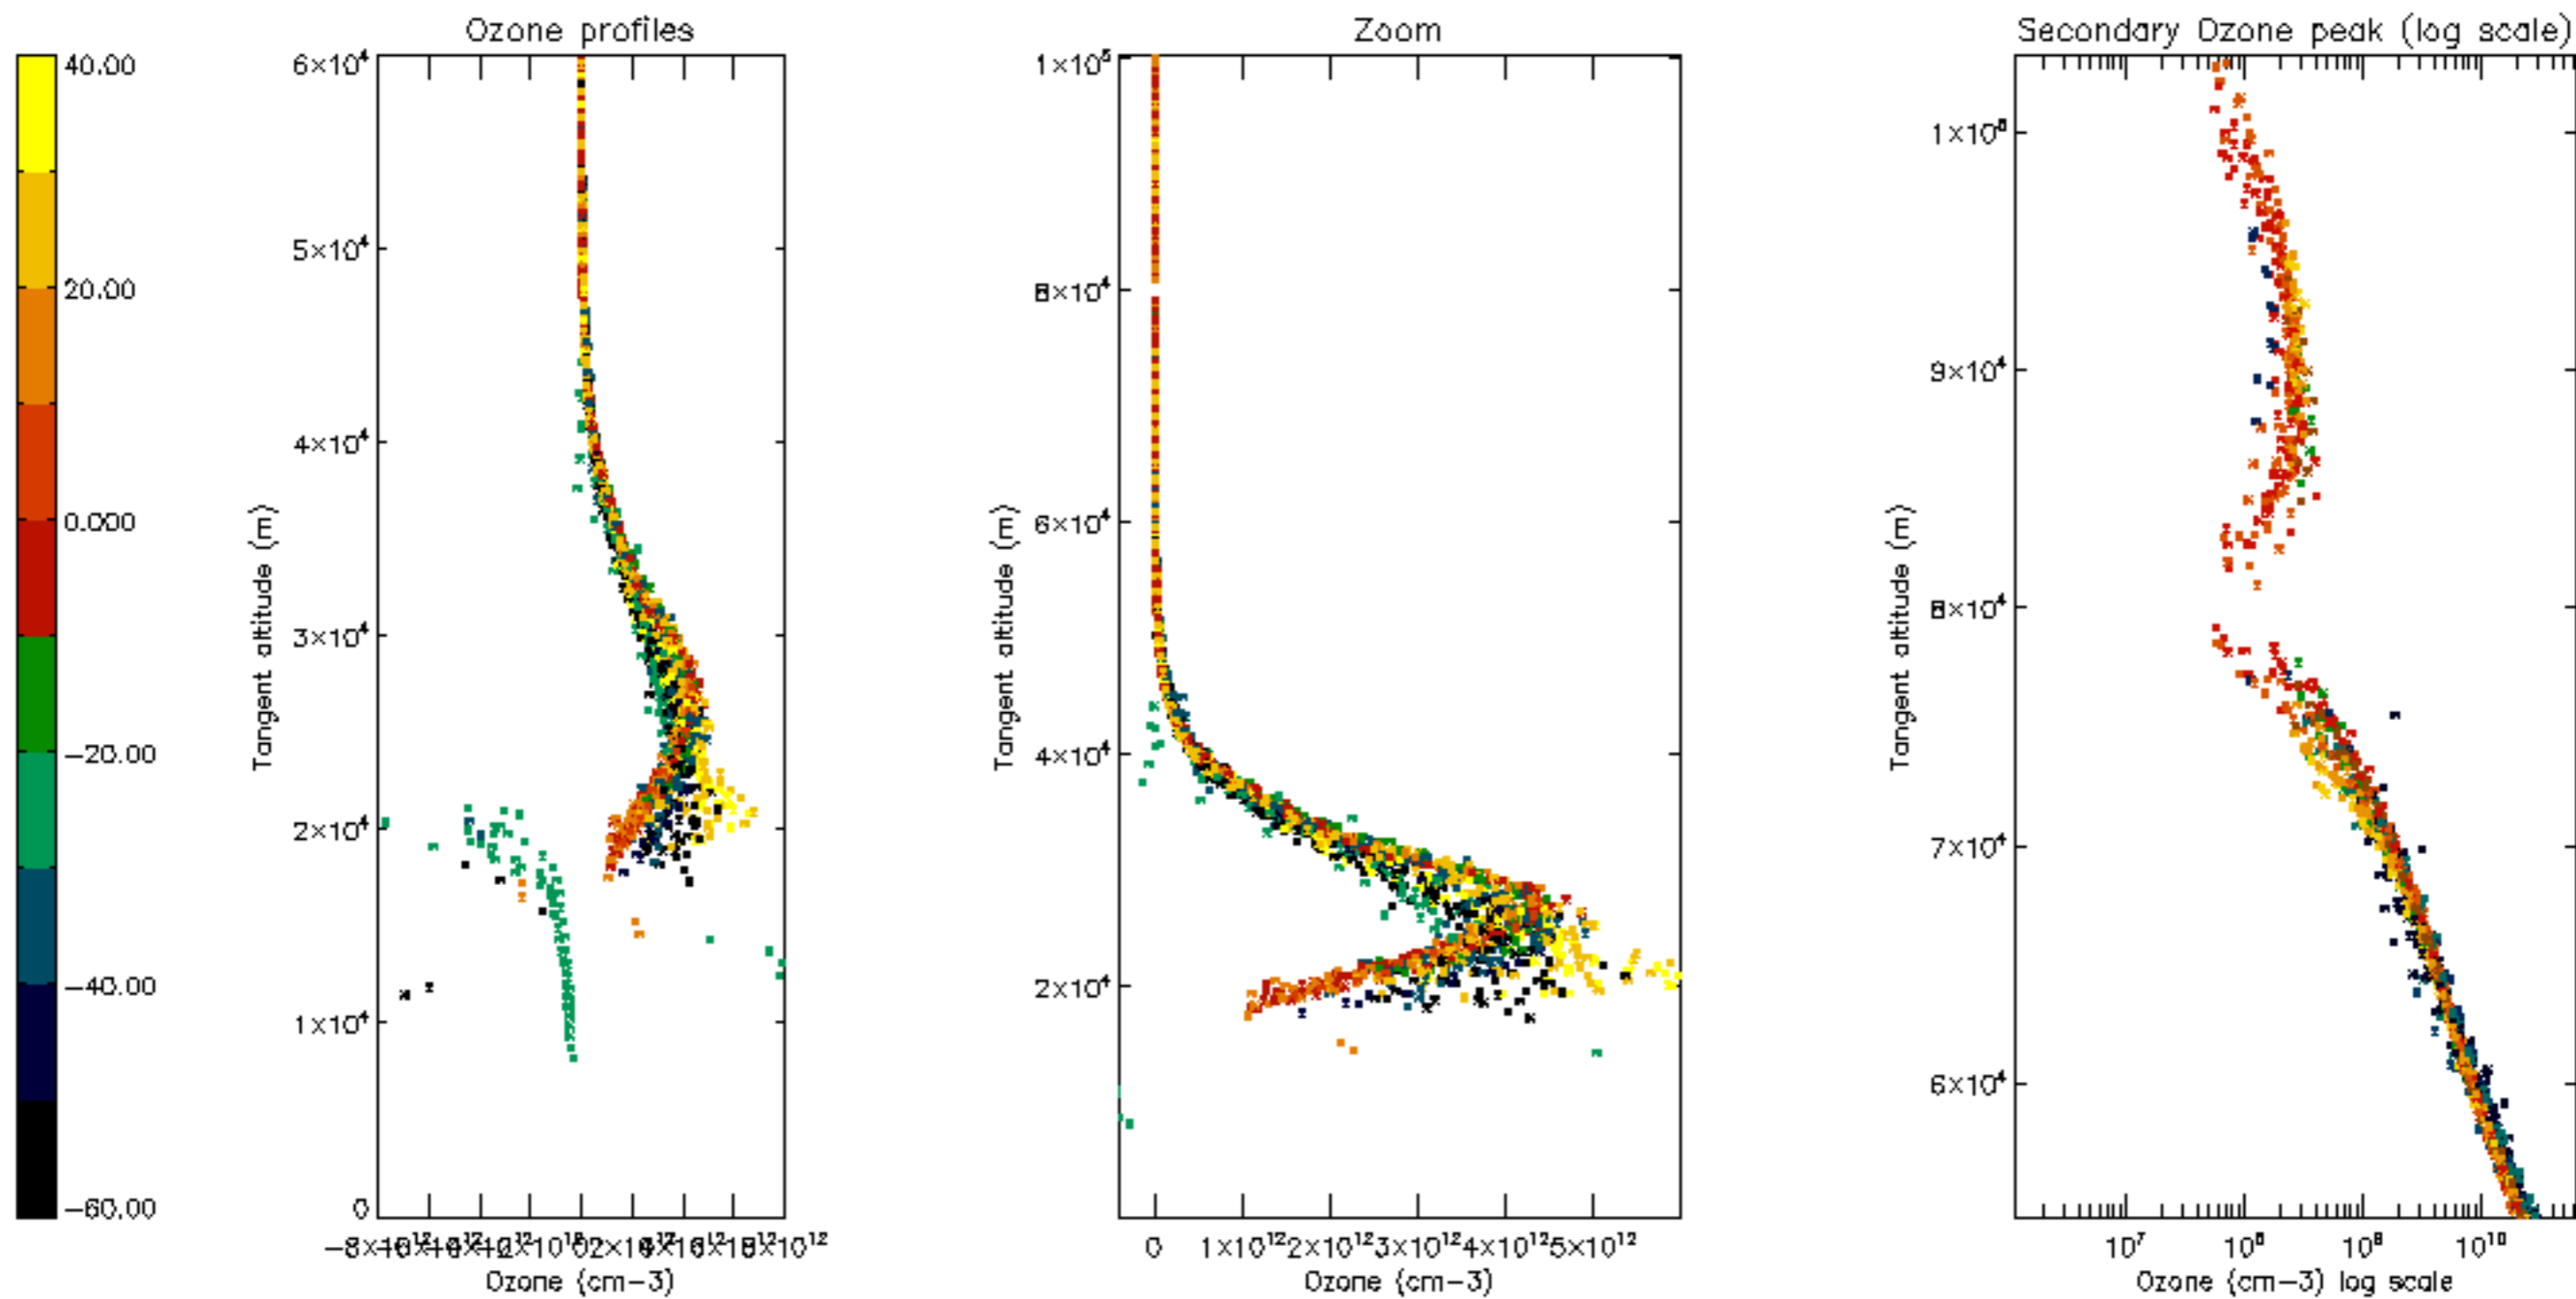 Ozone profiles
Zoom
Secondary Ozone peak (log scale)
40.00
20.00
0.000
−20.00
−40.00
−60.00
6×10⁴
5×10⁴
4×10⁴
3×10⁴
2×10⁴
1×10⁴
0
Tangent altitude (m)
Ozone (cm−3)
1×10⁵
8×10⁴
6×10⁴
4×10⁴
2×10⁴
Tangent altitude (m)
0 1×10¹² 2×10¹² 3×10¹² 4×10¹² 5×10¹²
Ozone (cm−3)
9×10⁴
8×10⁴
7×10⁴
6×10⁴
Tangent altitude (m)
10⁷ 10⁸ 10⁹ 10¹⁰
Ozone (cm−3) log scale